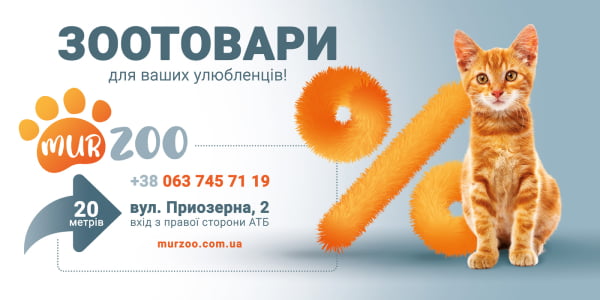 ЗООТОВАРИ
для ваших улюбленців!
MUR ZOO
+38 063 745 71 19
20
метрів
вул. Приозерна, 2
вхід з правої сторони АТБ
murzoo.com.ua
%